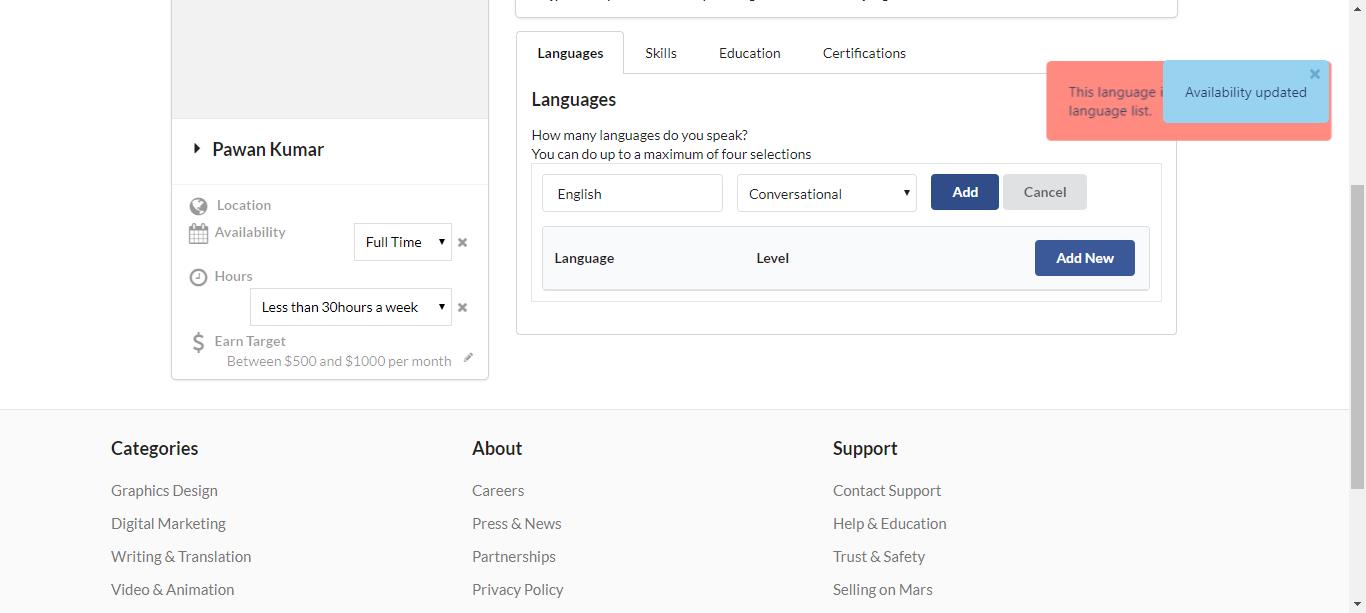 Languages
Skills
Education
Certifications
This language
language list.
Availability updated
Languages
How many languages do you speak?
You can do up to a maximum of four selections
English
Conversational
Add
Cancel
Language
Level
Add New
Pawan Kumar
Location
Availability
Full Time
Hours
Less than 30hours a week
Earn Target
Between $500 and $1000 per month
Categories
Graphics Design
Digital Marketing
Writing & Translation
Video & Animation
About
Careers
Press & News
Partnerships
Privacy Policy
Support
Contact Support
Help & Education
Trust & Safety
Selling on Mars